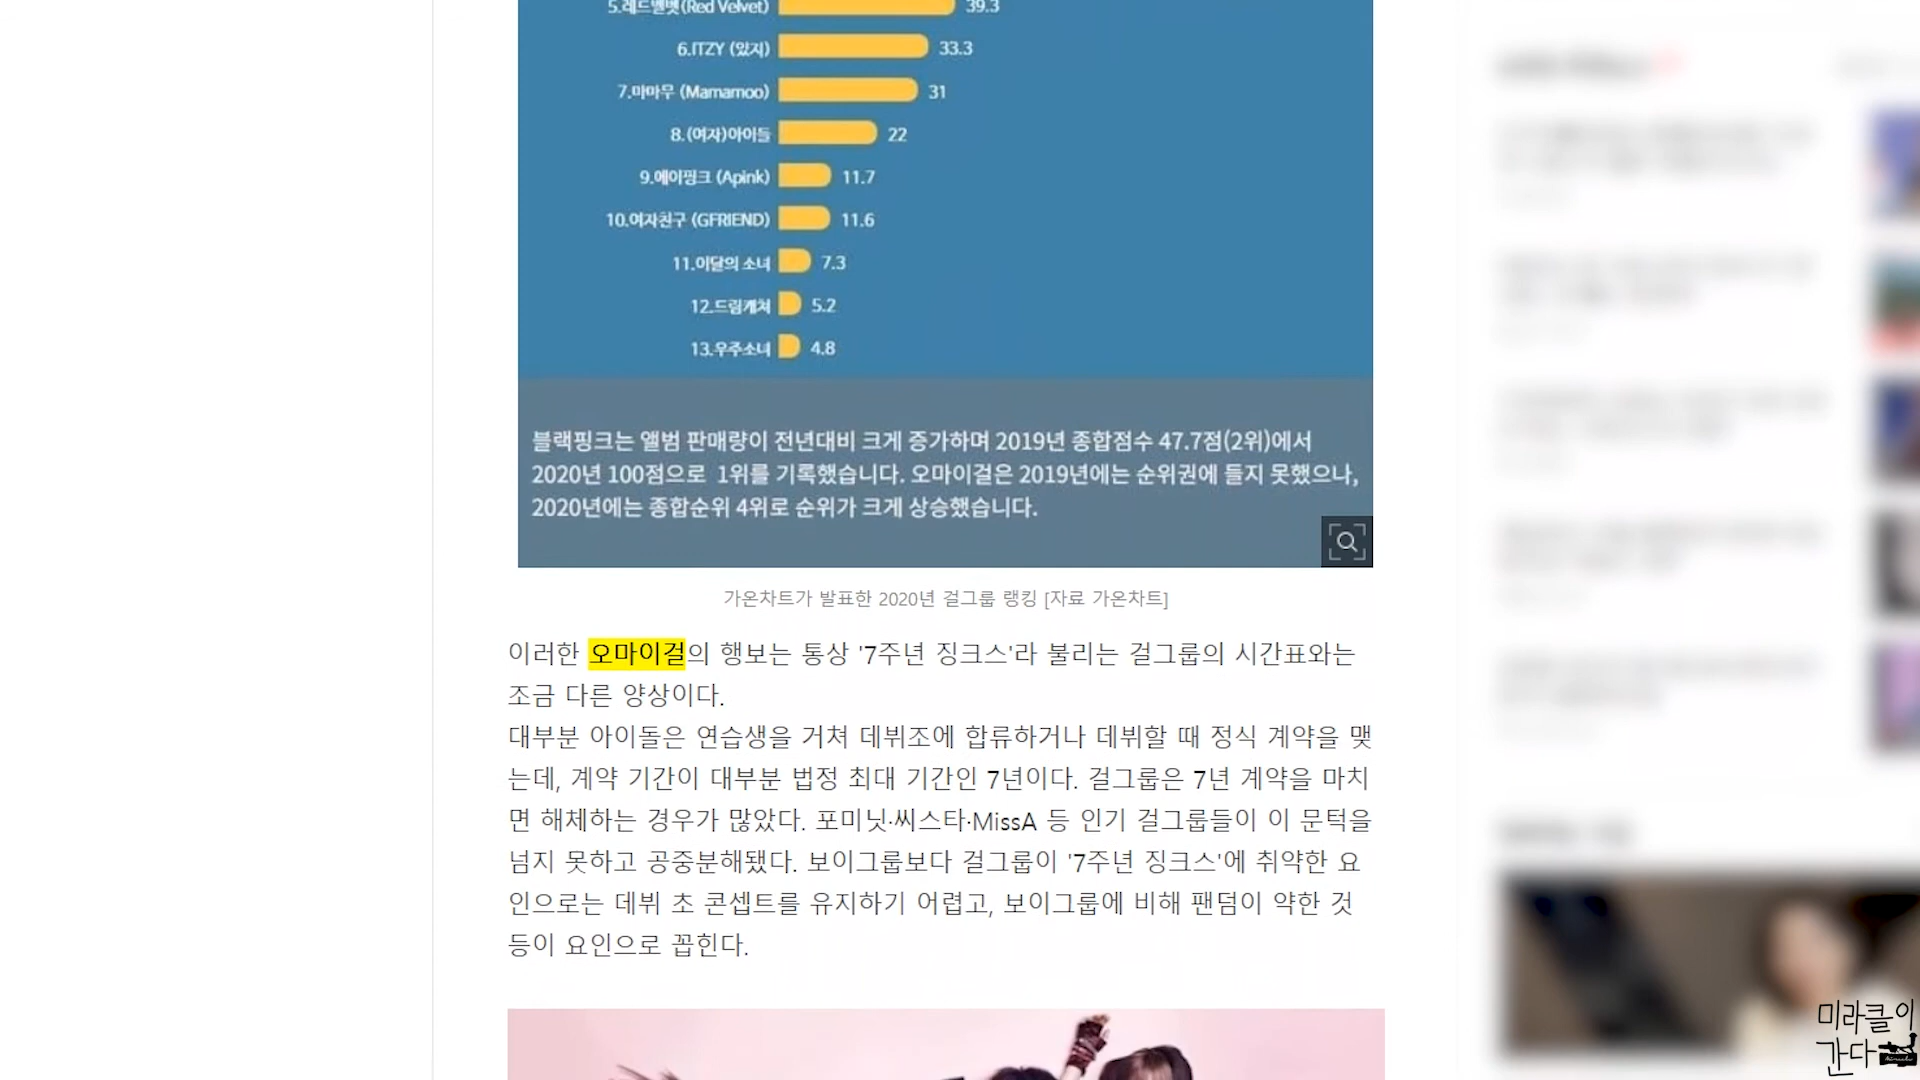 5.레드벨벳(Red Velvet) 39.3
6.ITZY (있지) 33.3
7.마마무 (Mamamoo) 31
8.(여자)아이들 22
9.에이핑크 (Apink) 11.7
10.여자친구 (GFRIEND) 11.6
11.이달의 소녀 7.3
12.드림캐쳐 5.2
13.우주소녀 4.8
블랙핑크는 앨범 판매량이 전년대비 크게 증가하며 2019년 종합점수 47.7점(2위)에서
2020년 100점으로 1위를 기록했습니다. 오마이걸은 2019년에는 순위권에 들지 못했으나,
2020년에는 종합순위 4위로 순위가 크게 상승했습니다.
가온차트가 발표한 2020년 걸그룹 랭킹 [자료 가온차트]
이러한 오마이걸의 행보는 통상 '7주년 징크스'라 불리는 걸그룹의 시간표와는
조금 다른 양상이다.
대부분 아이돌은 연습생을 거쳐 데뷔조에 합류하거나 데뷔할 때 정식 계약을 맺
는데, 계약 기간이 대부분 법정 최대 기간인 7년이다. 걸그룹은 7년 계약을 마치
면 해체하는 경우가 많았다. 포미닛·씨스타·MissA 등 인기 걸그룹들이 이 문턱을
넘지 못하고 공중분해됐다. 보이그룹보다 걸그룹이 '7주년 징크스'에 취약한 요
인으로는 데뷔 초 콘셉트를 유지하기 어렵고, 보이그룹에 비해 팬덤이 약한 것
등이 요인으로 꼽힌다.
미라클이
간다